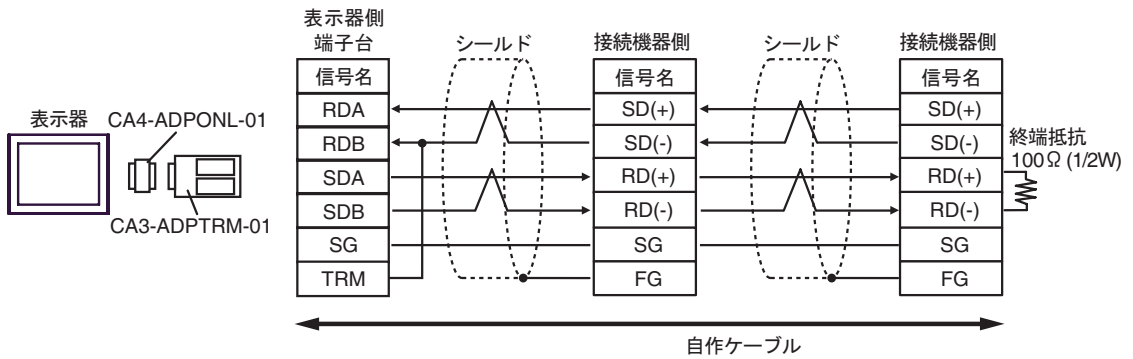 表示器
CA4-ADPONL-01
CA3-ADPTRM-01
表示器側
端子台
信号名
RDA
RDB
SDA
SDB
SG
TRM
シールド
接続機器側
信号名
SD(+)
SD(-)
RD(+)
RD(-)
SG
FG
シールド
接続機器側
信号名
SD(+)
SD(-)
RD(+)
RD(-)
SG
FG
終端抵抗
100Ω (1/2W)
自作ケーブル